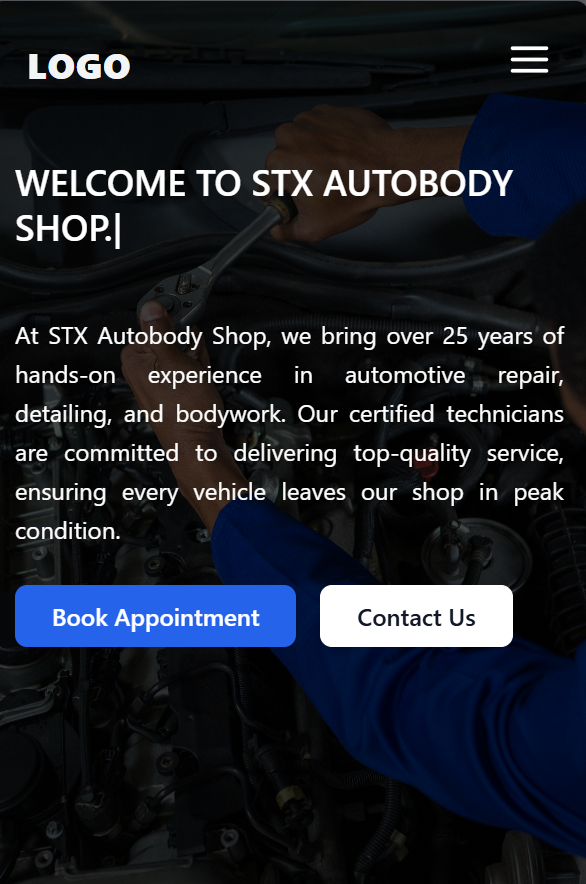 LOGO
WELCOME TO STX AUTOBODY
SHOP.|
At STX Autobody Shop, we bring over 25 years of
hands-on experience in automotive repair,
detailing, and bodywork. Our certified technicians
are committed to delivering top-quality service,
ensuring every vehicle leaves our shop in peak
condition.
Book Appointment
Contact Us